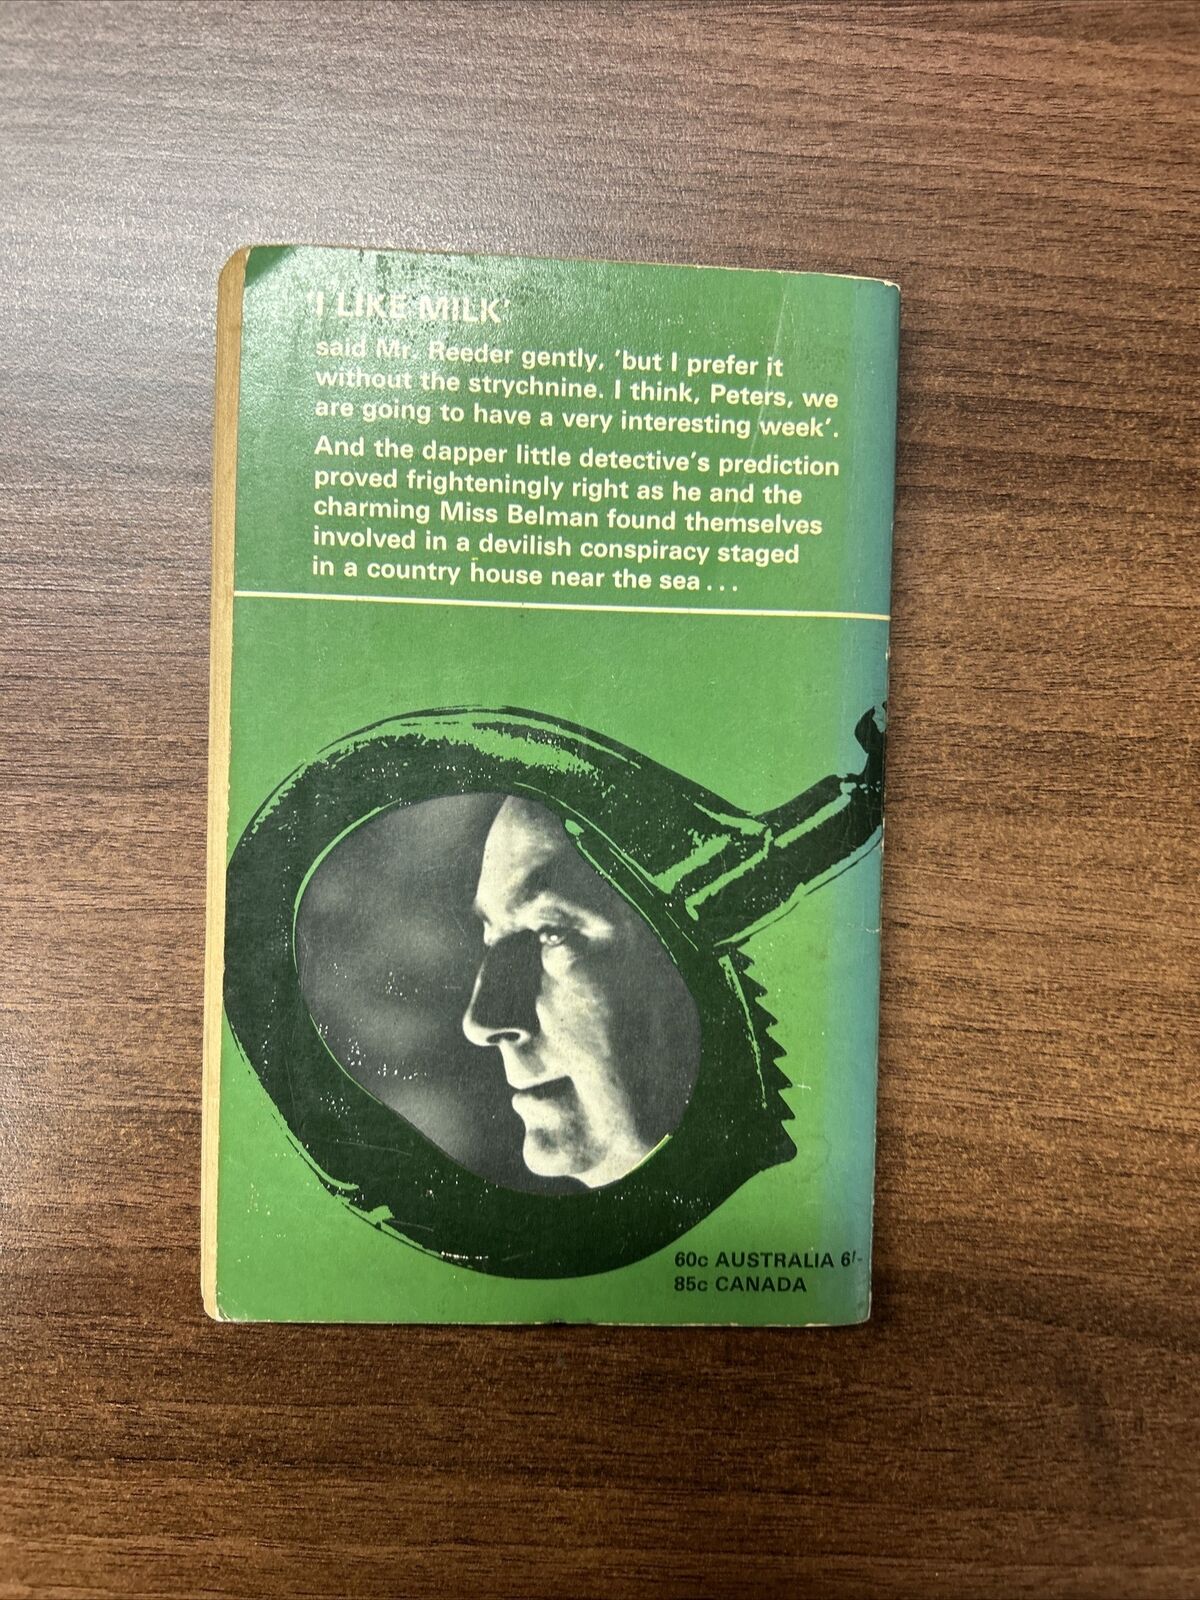 'I LIKE MILK'
said Mr. Reeder gently, 'but I prefer it
without the strychnine. I think, Peters, we
are going to have a very interesting week'.
And the dapper little detective's prediction
proved frighteningly right as he and the
charming Miss Belman found themselves
involved in a devilish conspiracy staged
in a country house near the sea...
60c AUSTRALIA 6/-
85c CANADA